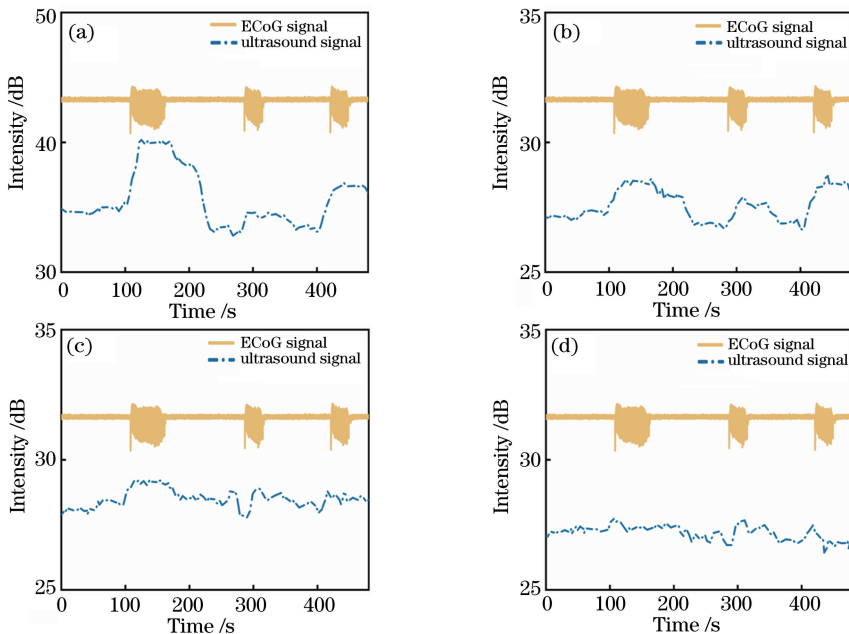 (a)
ECoG signal
ultrasound signal
Intensity /dB
50
40
30
0 100 200 300 400
Time /s
(b)
ECoG signal
ultrasound signal
Intensity /dB
35
30
25
0 100 200 300 400
Time /s
(c)
ECoG signal
ultrasound signal
Intensity /dB
35
30
25
0 100 200 300 400
Time /s
(d)
ECoG signal
ultrasound signal
Intensity /dB
35
30
25
0 100 200 300 400
Time /s